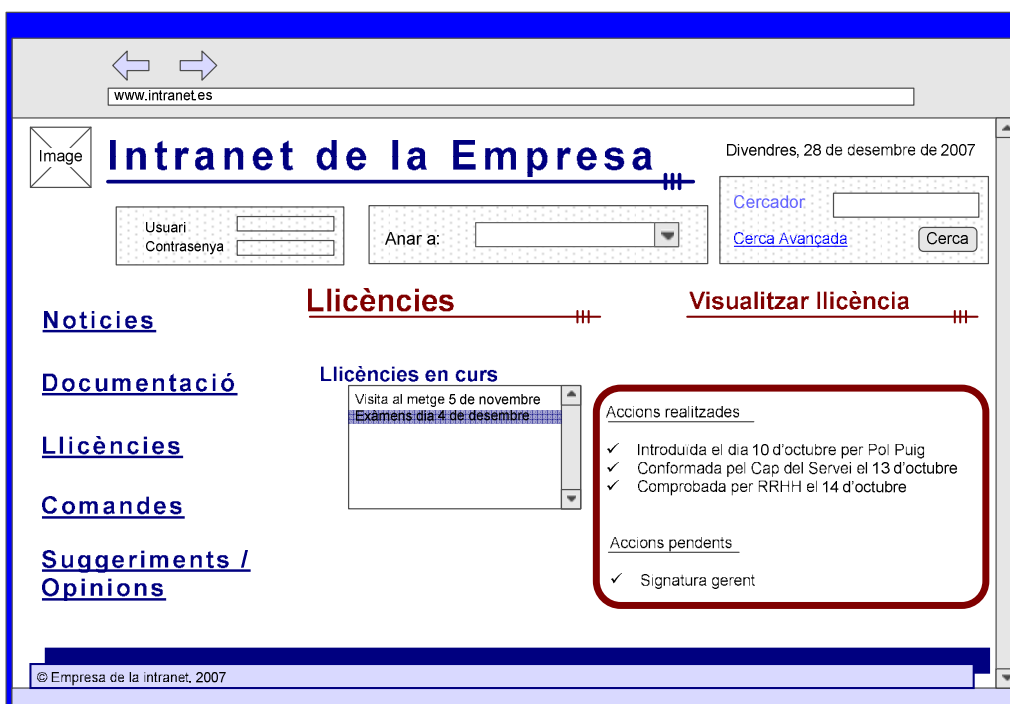 www.intranet.es
Image
Intranet de la Empresa
Divendres, 28 de desembre de 2007
Usuari
Contrasenya
Anar a:
Cercador
Cerca Avançada
Cerca
Noticies
Documentació
Llicències
Comandes
Suggeriments /
Opinions
Llicències
Visualitzar llicència
Llicències en curs
Visita al metge 5 de novembre
Exàmens dia 4 de desembre
Accions realitzades
✓ Introduïda el dia 10 d'octubre per Pol Puig
✓ Conformada pel Cap del Servei el 13 d'octubre
✓ Comprobada per RRHH el 14 d'octubre
Accions pendents
✓ Signatura gerent
© Empresa de la intranet, 2007